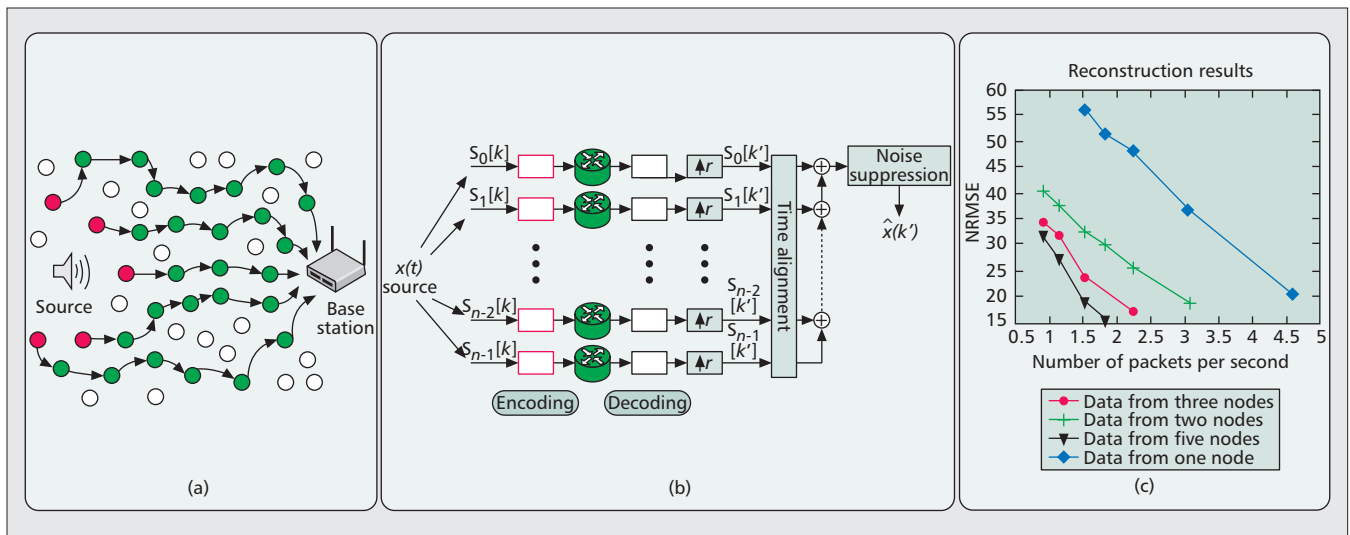 Source
Base
station
(a)
x(t)
source
S0[k]
S1[k]
Sn-2[k]
Sn-1[k]
Encoding
Decoding
r
r
r
r
S0[k']
S1[k']
Sn-2
[k']
Sn-1
[k']
Time alignment
+
+
+
Noise
suppression
x̂(k')
(b)
Reconstruction results
NRMSE
60
55
50
45
40
35
30
25
20
15
0.5 1 1.5 2 2.5 3 3.5 4 4.5 5
Number of packets per second
Data from three nodes
Data from two nodes
Data from five nodes
Data from one node
(c)